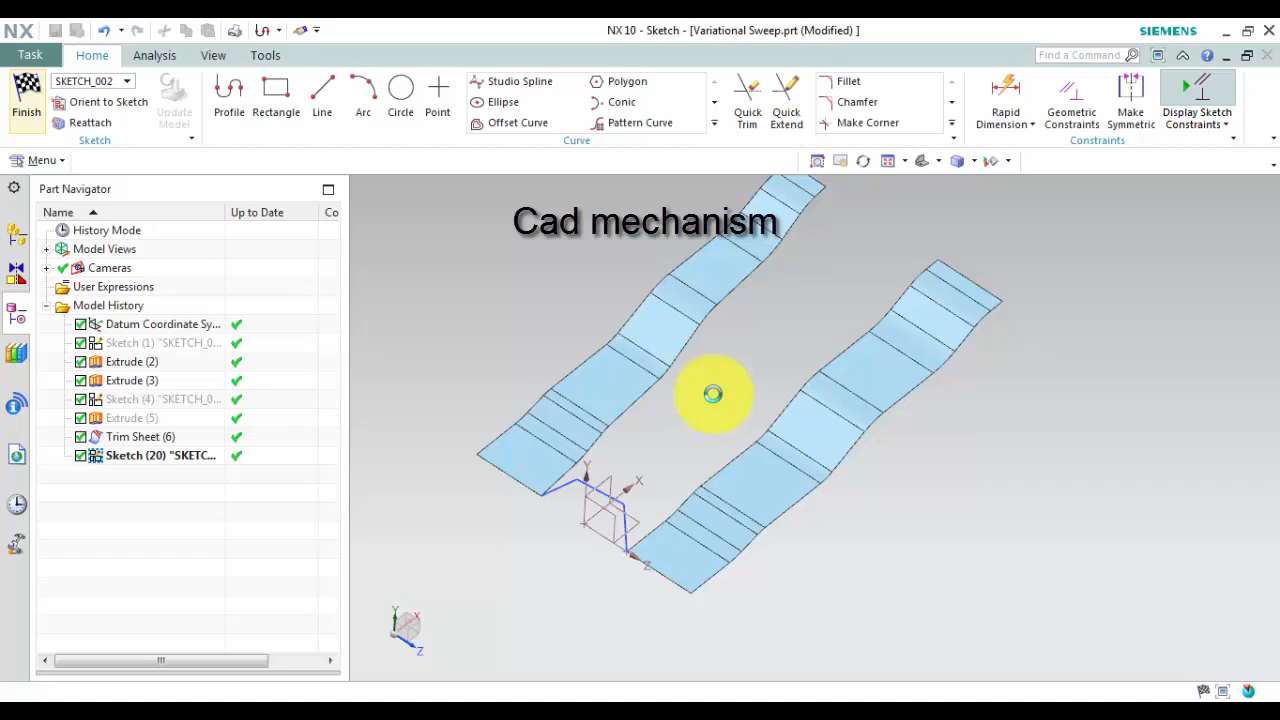 NX
NX 10 - Sketch - [Variational Sweep.prt (Modified) ]
SIEMENS
Task
Home
Analysis
View
Tools
Find a Command
Finish
SKETCH_002
Orient to Sketch
Reattach
Update
Model
Sketch
Profile
Rectangle
Line
Arc
Circle
Point
Studio Spline
Ellipse
Offset Curve
Polygon
Conic
Pattern Curve
Curve
Quick
Trim
Quick
Extend
Fillet
Chamfer
Make Corner
Rapid
Dimension
Geometric
Constraints
Make
Symmetric
Display Sketch
Constraints
Constraints
Menu
Part Navigator
Name
Up to Date
Co
History Mode
Model Views
Cameras
User Expressions
Model History
Datum Coordinate Sy...
Sketch (1) "SKETCH_0...
Extrude (2)
Extrude (3)
Sketch (4) "SKETCH_0...
Extrude (5)
Trim Sheet (6)
Sketch (20) "SKETC...
Cad mechanism
Y
X
Z
Y
X
Z